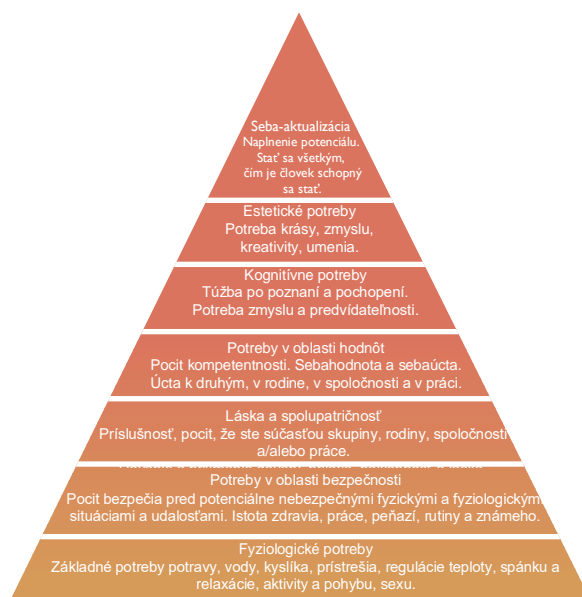 Seba-aktualizácia
Naplnenie potenciálu.
Stať sa všetkým,
čím je človek schopný
sa stať.
Estetické potreby
Potreba krásy, zmyslu,
kreativity, umenia.
Kognitívne potreby
Túžba po poznaní a pochopení.
Potreba zmyslu a predvídateľnosti.
Potreby v oblasti hodnôt
Pocit kompetentnosti. Sebahodnota a sebaúcta.
Úcta k druhým, v rodine, v spoločnosti a v práci.
Láska a spolupatričnosť
Príslušnosť, pocit, že ste súčasťou skupiny, rodiny, spoločnosti
a/alebo práce.
Potreby v oblasti bezpečnosti
Pocit bezpečia pred potenciálne nebezpečnými fyzickými a fyziologickým
situáciami a udalosťami. Istota zdravia, práce, peňazí, rutiny a známeho.
Fyziologické potreby
Základné potreby potravy, vody, kyslíka, prístrešia, regulácie teploty, spánku a
relaxácie, aktivity a pohybu, sexu.